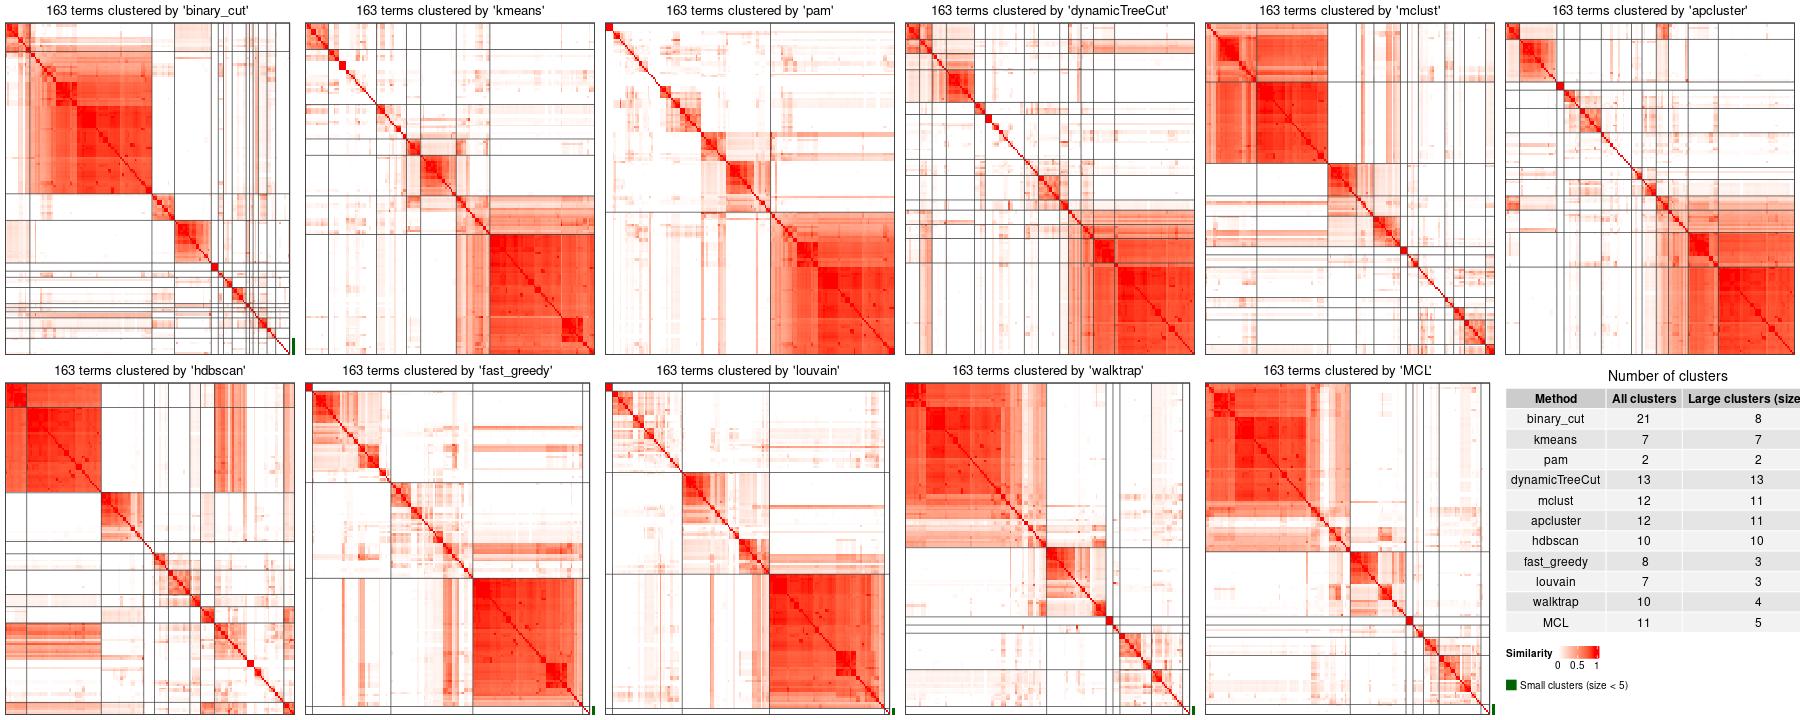 163 terms clustered by 'binary_cut'
163 terms clustered by 'kmeans'
163 terms clustered by 'pam'
163 terms clustered by 'dynamicTreeCut'
163 terms clustered by 'mclust'
163 terms clustered by 'apcluster'
163 terms clustered by 'hdbscan'
163 terms clustered by 'fast_greedy'
163 terms clustered by 'louvain'
163 terms clustered by 'walktrap'
163 terms clustered by 'MCL'
Number of clusters
Method All clusters Large clusters (size
binary_cut 21 8
kmeans 7 7
pam 2 2
dynamicTreeCut 13 13
mclust 12 11
apcluster 12 11
hdbscan 10 10
fast_greedy 8 3
louvain 7 3
walktrap 10 4
MCL 11 5
Similarity
0 0.5 1
Small clusters (size < 5)